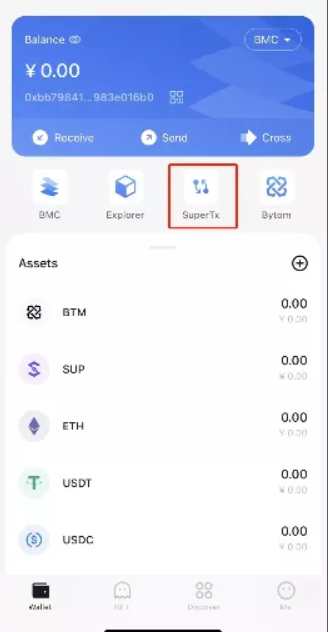 Balance
BMC
¥ 0.00
0xbb79841...983e016b0
Receive
Send
Cross
BMC
Explorer
SuperTx
Bytom
Assets
BTM
0.00
¥ 0.00
SUP
0.00
¥ 0.00
ETH
0.00
¥ 0.00
USDT
0.00
¥ 0.00
USDC
0.00
¥ 0.00
Wallet
NFT
Discover
Me